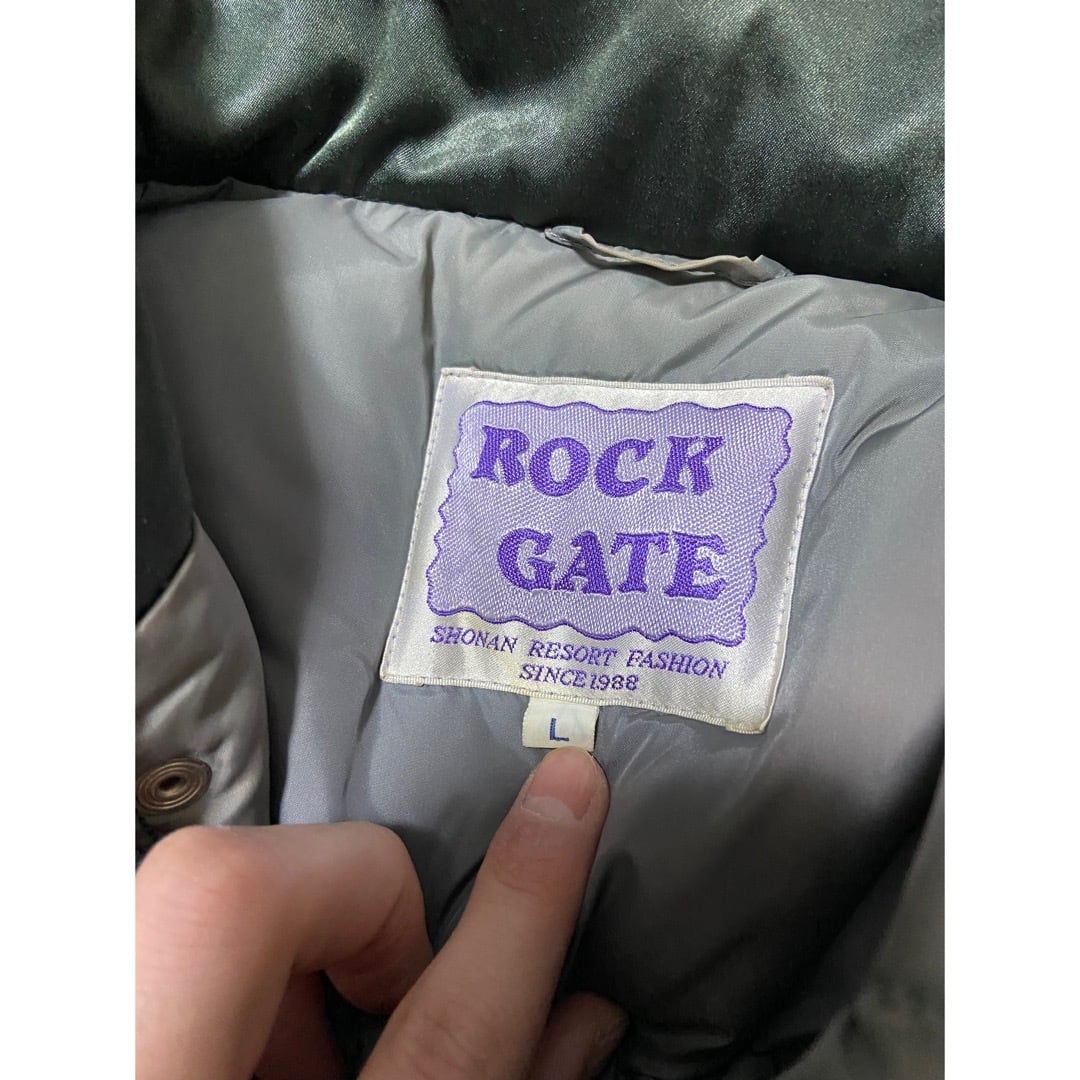 ROCK
GATE
SHONAN RESORT FASHION
SINCE 1988
L